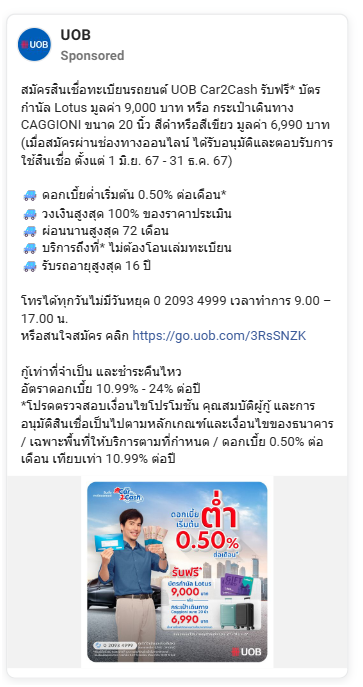 UOB
UOB
Sponsored
สมัครสินเชื่อทะเบียนรถยนต์ UOB Car2Cash รับฟรี* บัตร
กำนัล Lotus มูลค่า 9,000 บาท หรือ กระเป๋าเดินทาง
CAGGIONI ขนาด 20 นิ้ว สีดำหรือสีเขียว มูลค่า 6,990 บาท
(เมื่อสมัครผ่านช่องทางออนไลน์ ได้รับอนุมัติและตอบรับการ
ใช้สินเชื่อ ตั้งแต่ 1 มิ.ย. 67 - 31 ธ.ค. 67)
🚙 ดอกเบี้ยต่ำเริ่มต้น 0.50% ต่อเดือน*
🚙 วงเงินสูงสุด 100% ของราคาประเมิน
🚙 ผ่อนนานสูงสุด 72 เดือน
🚙 บริการถึงที่* ไม่ต้องโอนเล่มทะเบียน
🚙 รับรถอายุสูงสุด 16 ปี
โทรได้ทุกวันไม่มีวันหยุด 0 2093 4999 เวลาทำการ 9.00 –
17.00 น.
หรือสนใจสมัคร คลิก https://go.uob.com/3RsSNZK
กู้เท่าที่จำเป็น และชำระคืนไหว
อัตราดอกเบี้ย 10.99% - 24% ต่อปี
*โปรดตรวจสอบเงื่อนไขโปรโมชัน คุณสมบัติผู้กู้ และการ
อนุมัติสินเชื่อเป็นไปตามหลักเกณฑ์และเงื่อนไขของธนาคาร
/ เฉพาะพื้นที่ให้บริการตามที่กำหนด / ดอกเบี้ย 0.50% ต่อ
เดือน เทียบเท่า 10.99% ต่อปี
Car2Cash
ดอกเบี้ย
เริ่มต้น
ต่ำ
0.50%
ต่อเดือน*
รับฟรี*
บัตรกำนัล Lotus
9,000 บาท
หรือ
กระเป๋าเดินทาง
Caggioni ขนาด 20 นิ้ว
6,990 บาท
0 2093 4999
UOB